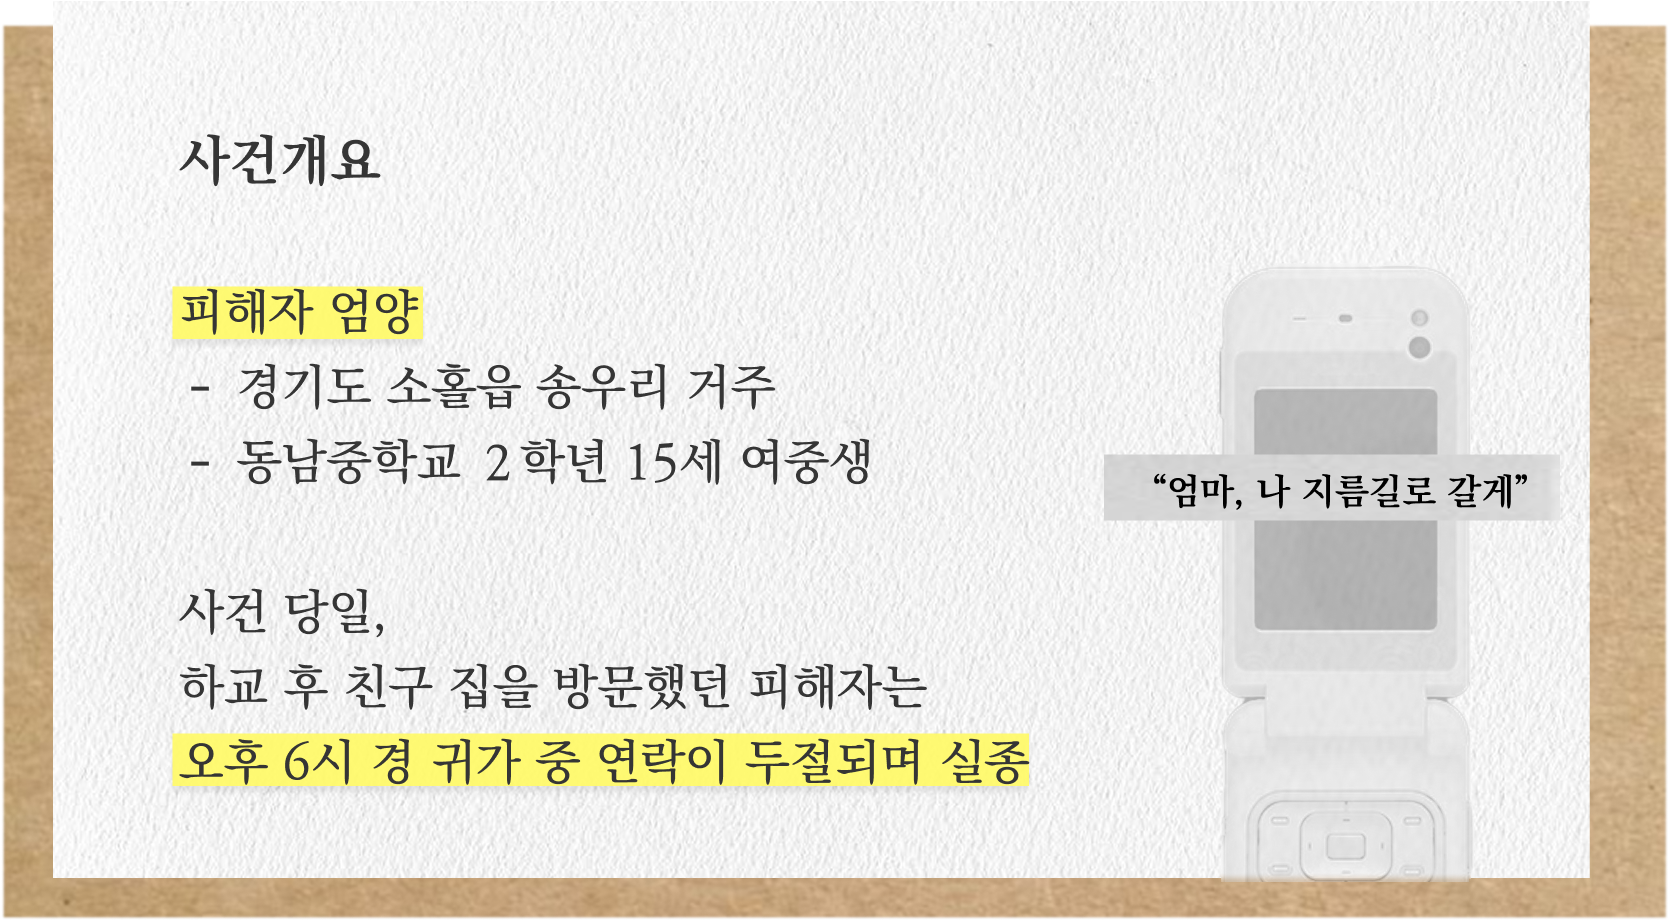 사건개요
피해자 엄양
- 경기도 소홀읍 송우리 거주
- 동남중학교 2학년 15세 여중생
“엄마, 나 지름길로 갈게”
사건 당일,
하교 후 친구 집을 방문했던 피해자는
오후 6시 경 귀가 중 연락이 두절되며 실종